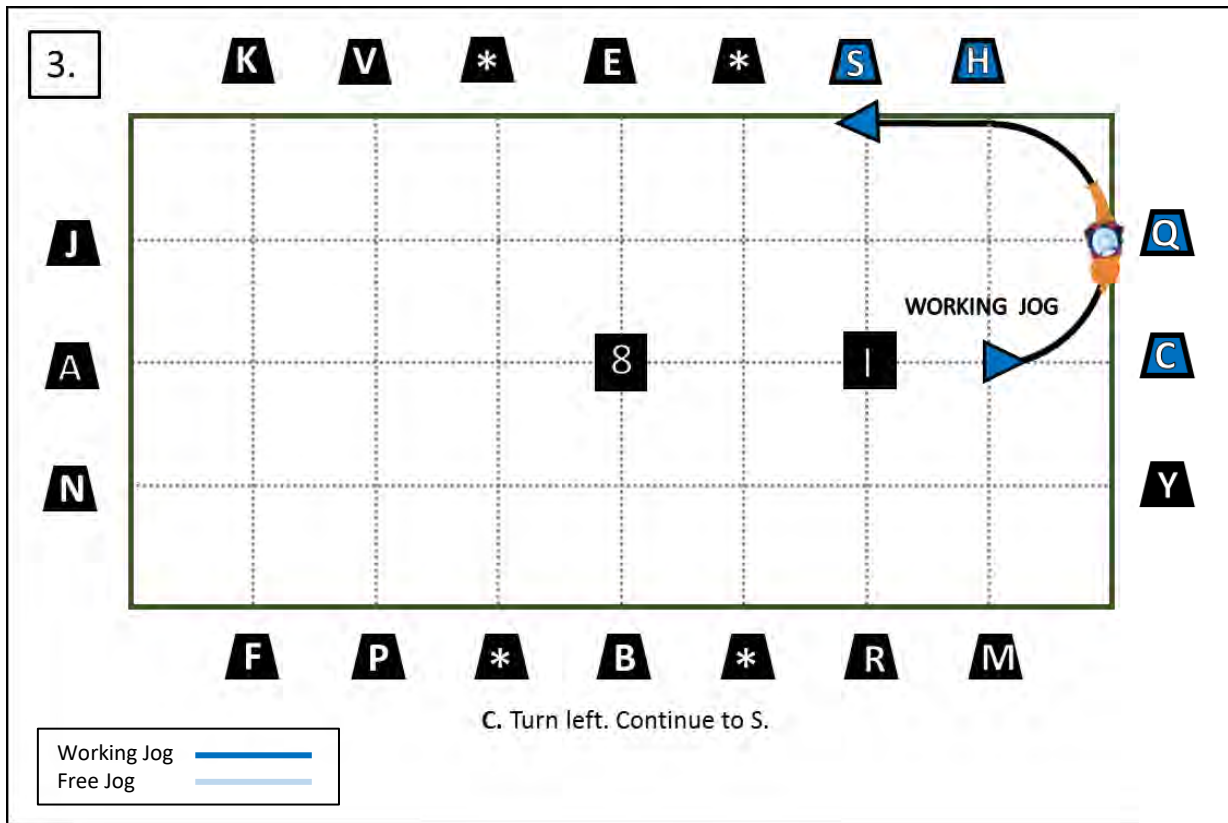 3.
K V * E * S H
J Q
WORKING JOG
A 8 I C
N Y
F P * B * R M
C. Turn left. Continue to S.
Working Jog
Free Jog